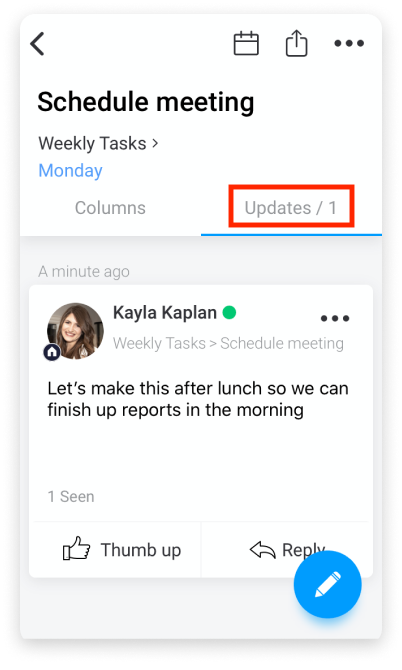 Schedule meeting
Weekly Tasks >
Monday
Columns
Updates / 1
A minute ago
Kayla Kaplan
Weekly Tasks > Schedule meeting
Let's make this after lunch so we can
finish up reports in the morning
1 Seen
Thumb up
Reply